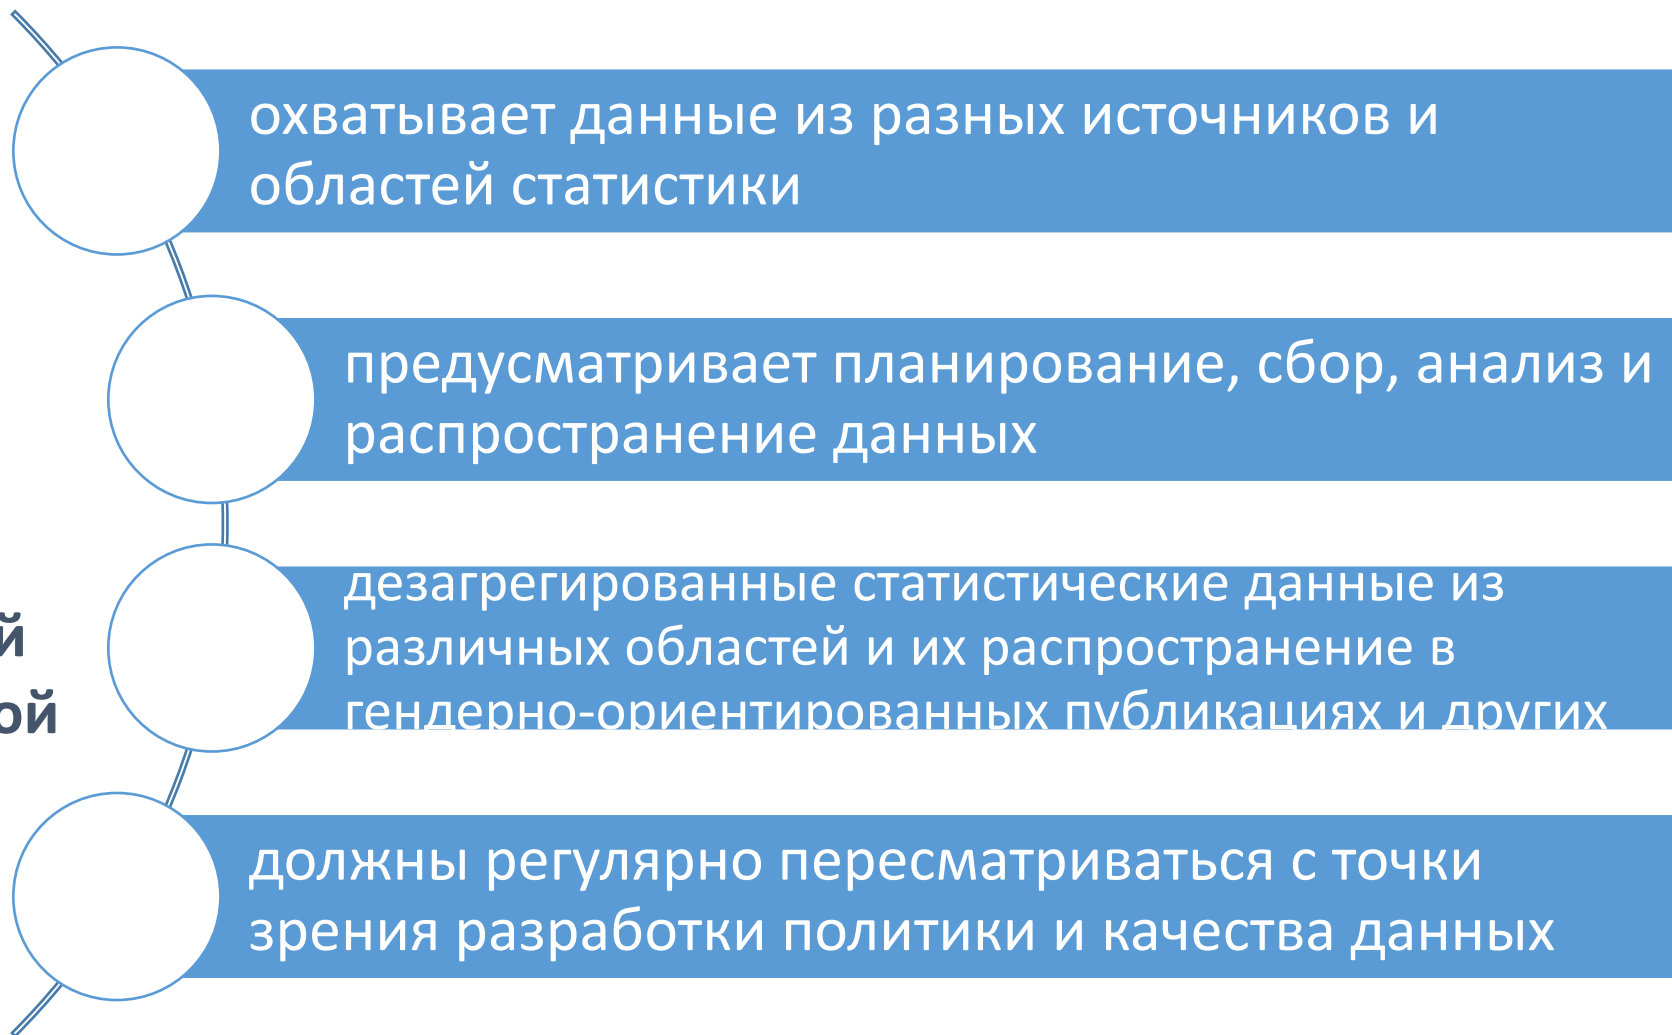 охватывает данные из разных источников и
областей статистики
предусматривает планирование, сбор, анализ и
распространение данных
дезагрегированные статистические данные из
различных областей и их распространение в
гендерно-ориентированных публикациях и других
должны регулярно пересматриваться с точки
зрения разработки политики и качества данных